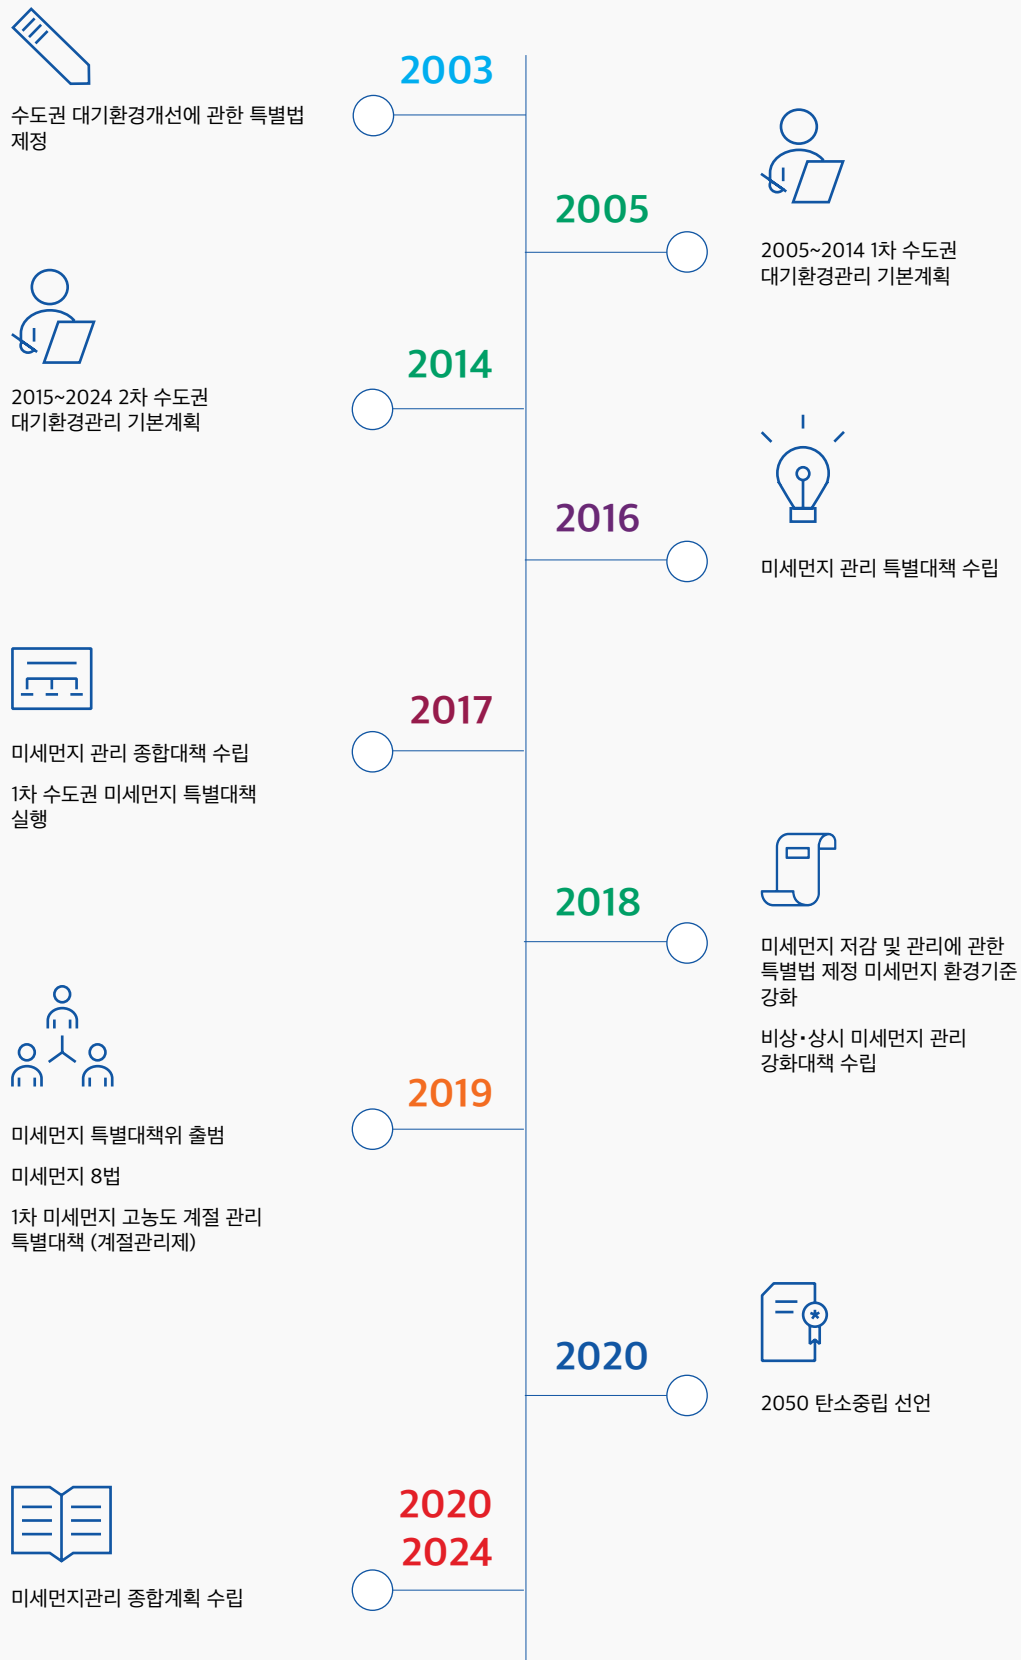 2003
수도권 대기환경개선에 관한 특별법
제정
2005
2005~2014 1차 수도권
대기환경관리 기본계획
2014
2015~2024 2차 수도권
대기환경관리 기본계획
2016
미세먼지 관리 특별대책 수립
2017
미세먼지 관리 종합대책 수립
1차 수도권 미세먼지 특별대책
실행
2018
미세먼지 저감 및 관리에 관한
특별법 제정 미세먼지 환경기준
강화
비상·상시 미세먼지 관리
강화대책 수립
2019
미세먼지 특별대책위 출범
미세먼지 8법
1차 미세먼지 고농도 계절 관리
특별대책 (계절관리제)
2020
2050 탄소중립 선언
2020
2024
미세먼지관리 종합계획 수립